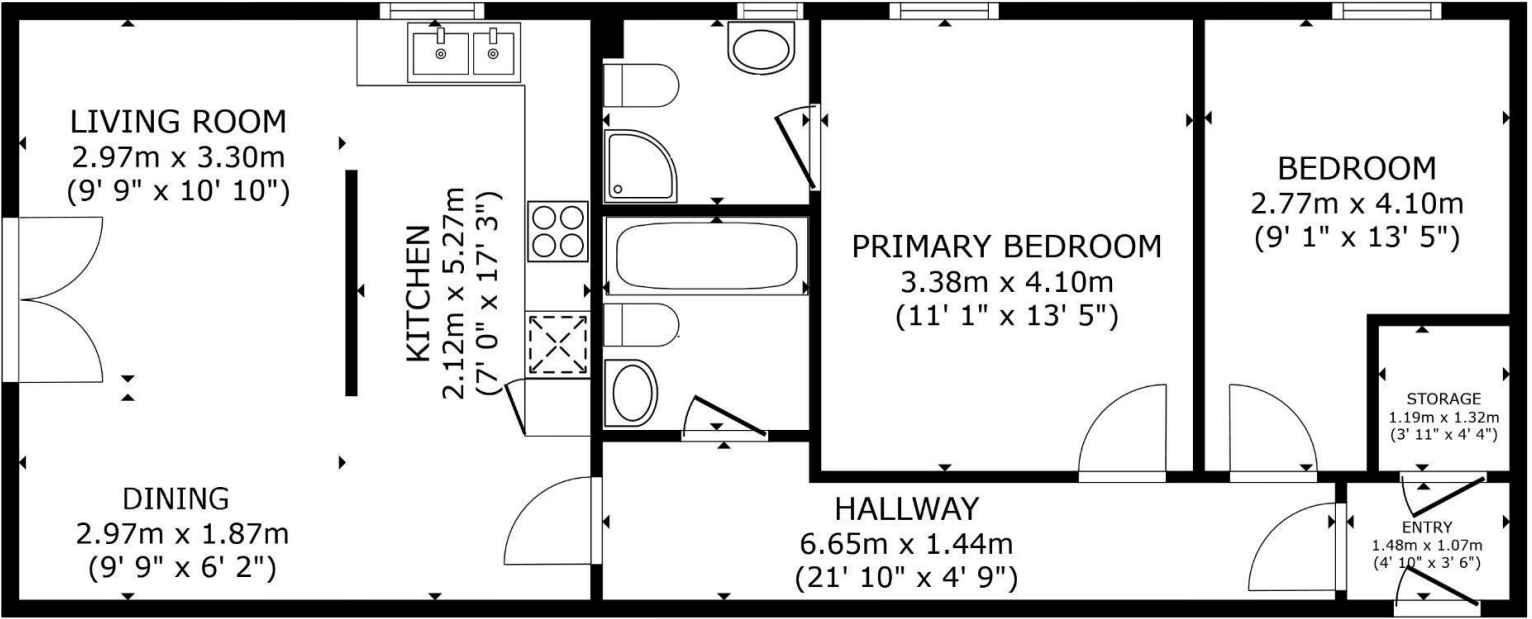 LIVING ROOM
2.97m x 3.30m
(9' 9" x 10' 10")
KITCHEN
2.12m x 5.27m
(7' 0" x 17' 3")
PRIMARY BEDROOM
3.38m x 4.10m
(11' 1" x 13' 5")
BEDROOM
2.77m x 4.10m
(9' 1" x 13' 5")
STORAGE
1.19m x 1.32m
(3' 11" x 4' 4")
DINING
2.97m x 1.87m
(9' 9" x 6' 2")
HALLWAY
6.65m x 1.44m
(21' 10" x 4' 9")
ENTRY
1.48m x 1.07m
(4' 10" x 3' 6")